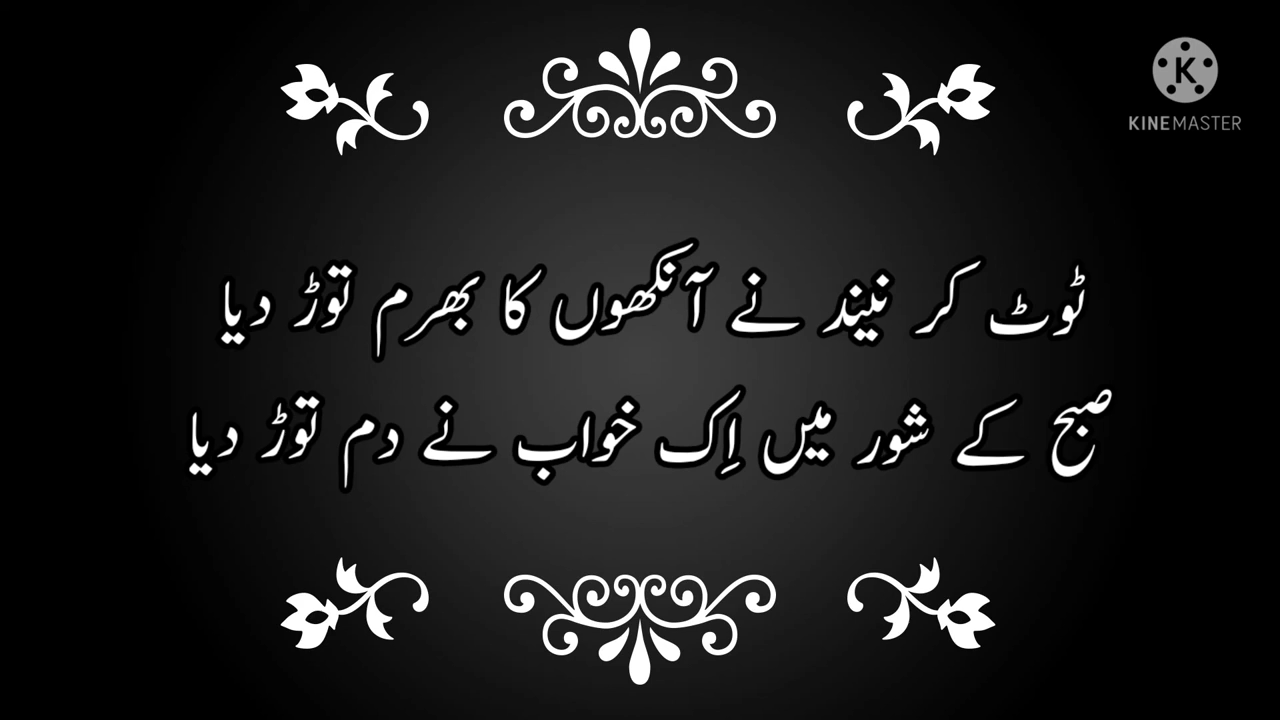 KINEMASTER
ٹوٹ کر نیند نے آنکھوں کا بھرم توڑ دیا
صبح کے شور میں اِک خواب نے دم توڑ دیا